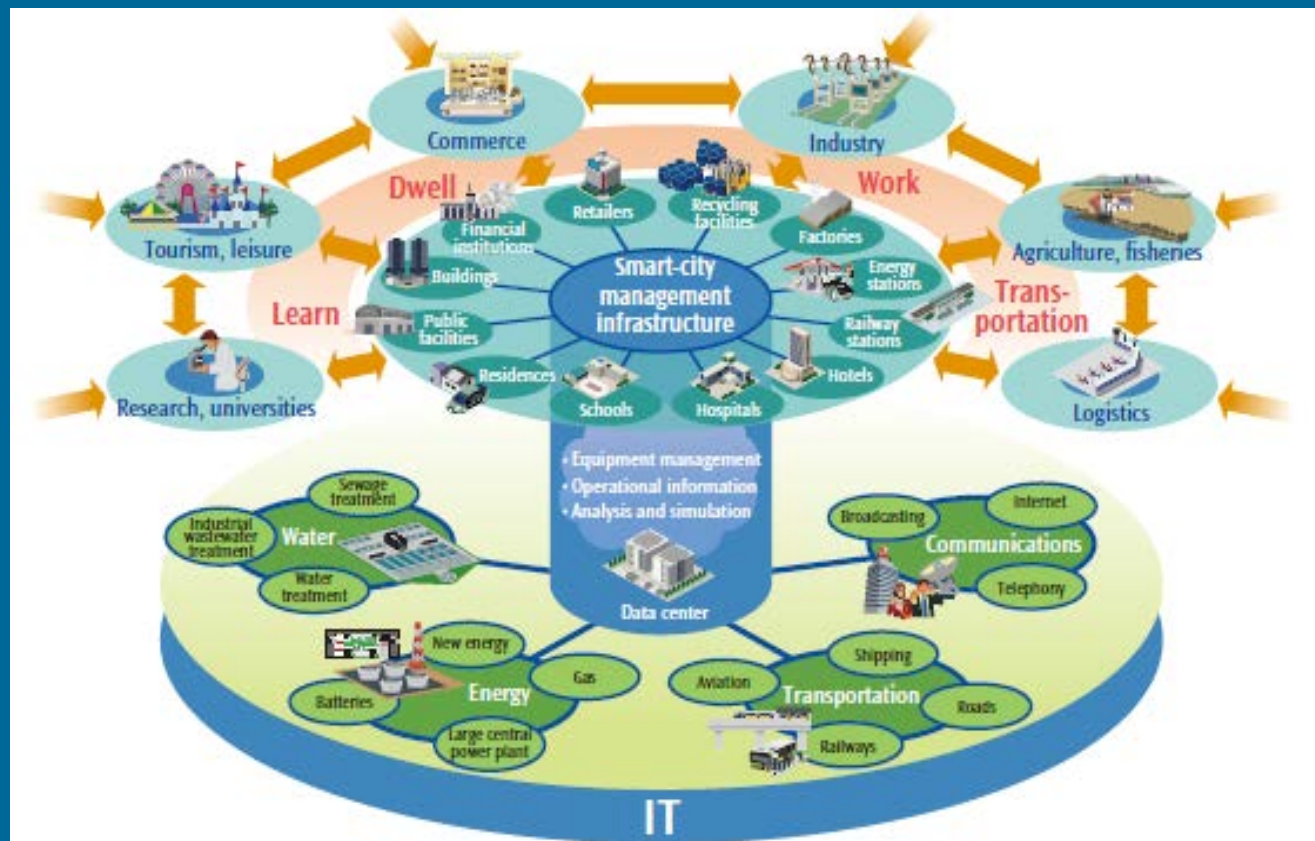 Commerce
Industry
Dwell
Work
Tourism, leisure
Agriculture, fisheries
Learn
Trans-
portation
Research, universities
Logistics
Retailers
Recycling
facilities
Financial
institutions
Factories
Buildings
Energy
stations
Public
facilities
Railway
stations
Residences
Hotels
Schools
Hospitals
Smart-city
management
infrastructure
• Equipment management
• Operational information
• Analysis and simulation
Data center
Sewage
treatment
Industrial
wastewater
treatment
Water
Water
treatment
Broadcasting
Internet
Communications
Telephony
New energy
Gas
Batteries
Energy
Large central
power plant
Shipping
Aviation
Transportation
Roads
Railways
IT